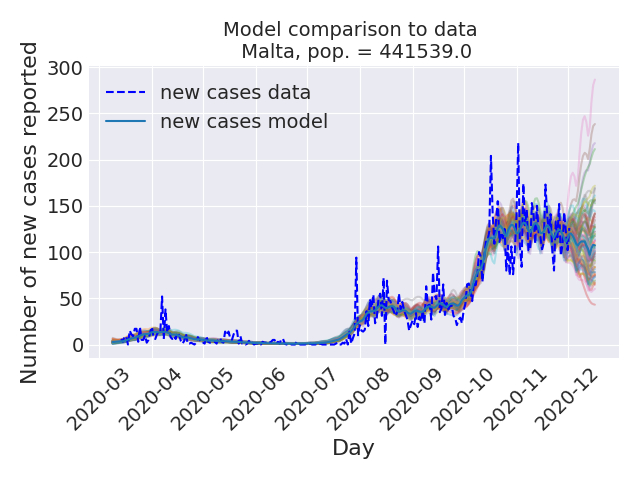 Model comparison to data
Malta, pop. = 441539.0
Number of new cases reported
300
250
200
150
100
50
0
new cases data
new cases model
2020-03
2020-04
2020-05
2020-06
2020-07
2020-08
2020-09
2020-10
2020-11
2020-12
Day